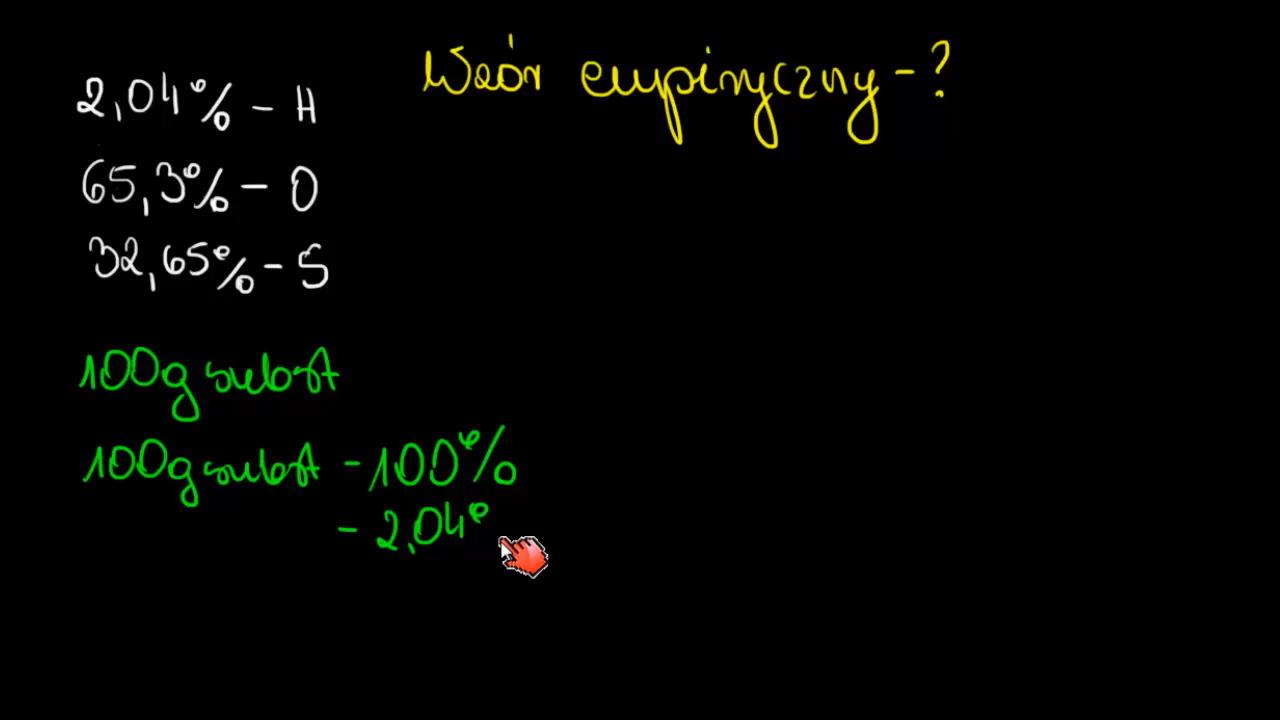 Wzór empiryczny - ?
2,04% - H
65,3% - O
32,65% - S
100g subst
100g subst - 100%
- 2,04%